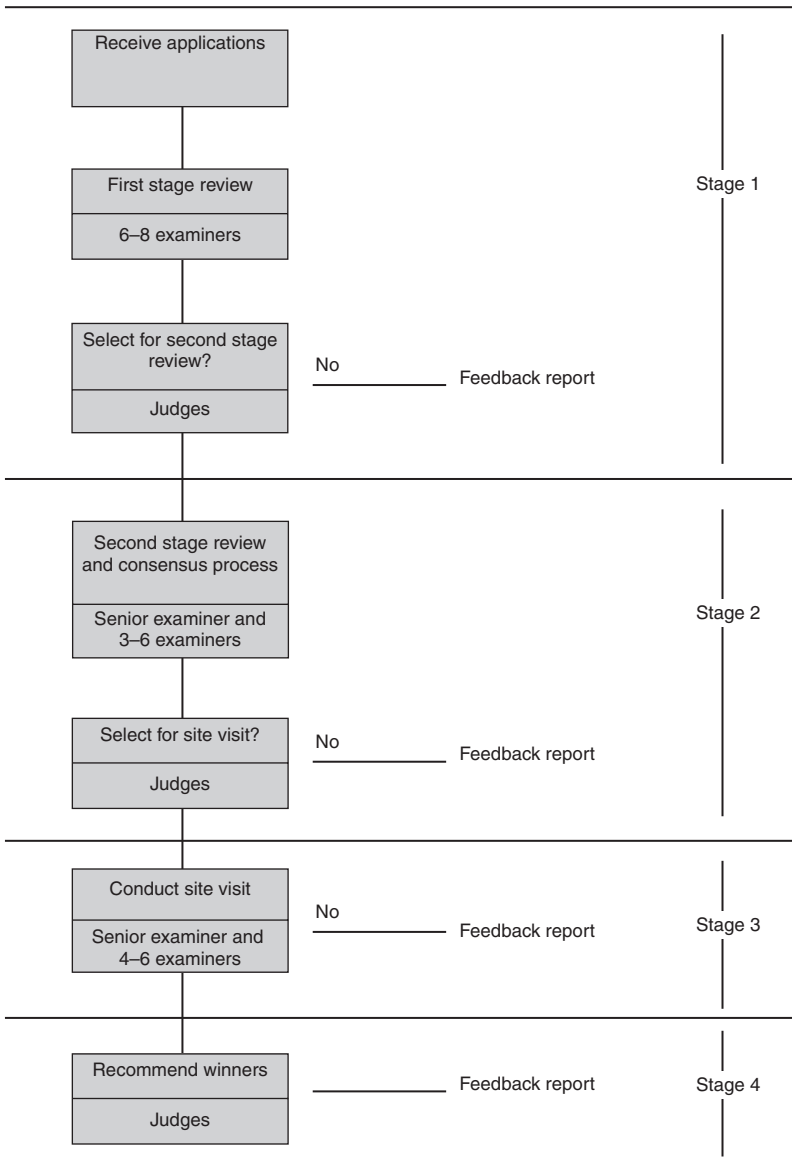 Receive applications
First stage review
6–8 examiners
Stage 1
Select for second stage
review?
Judges
No
Feedback report
Second stage review
and consensus process
Senior examiner and
3–6 examiners
Stage 2
Select for site visit?
Judges
No
Feedback report
Conduct site visit
Senior examiner and
4–6 examiners
No
Feedback report
Stage 3
Recommend winners
Judges
Feedback report
Stage 4